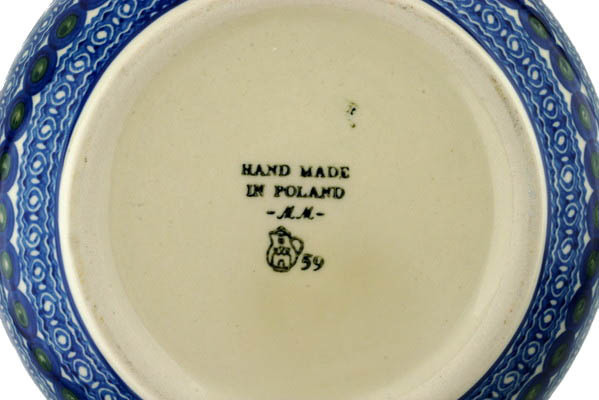 HAND MADE
IN POLAND
-M.M-
59